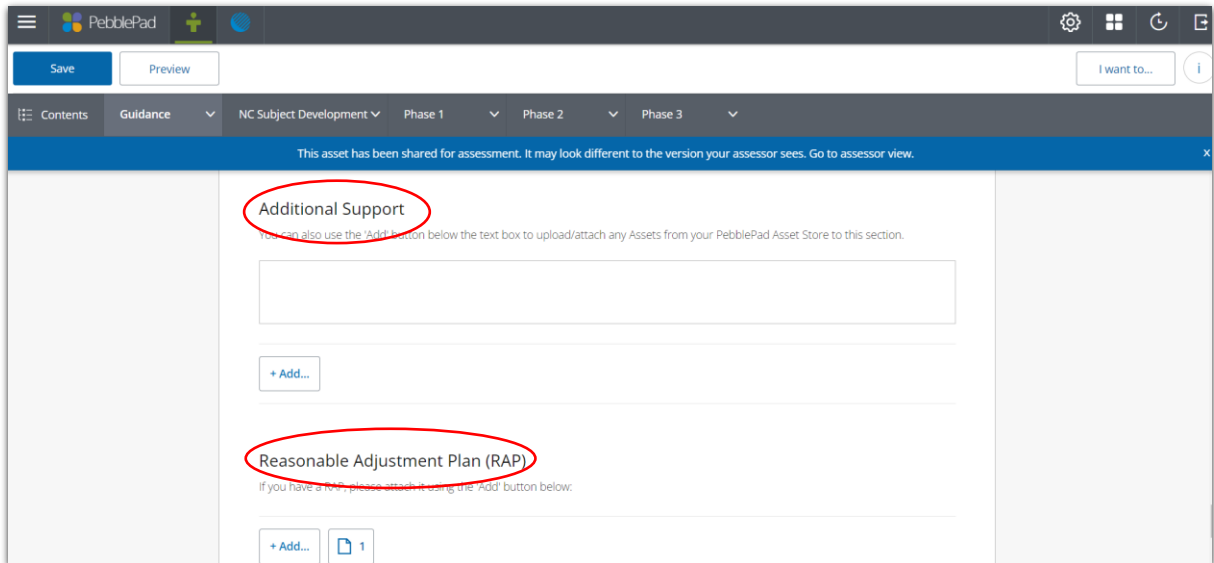 PebblePad
Save Preview I want to... i
Contents Guidance NC Subject Development Phase 1 Phase 2 Phase 3
This asset has been shared for assessment. It may look different to the version your assessor sees. Go to assessor view. x
Additional Support
You can also use the 'Add' button below the text box to upload/attach any Assets from your PebblePad Asset Store to this section.
+ Add...
Reasonable Adjustment Plan (RAP)
If you have a RAP, please attach it using the 'Add' button below:
+ Add... 1